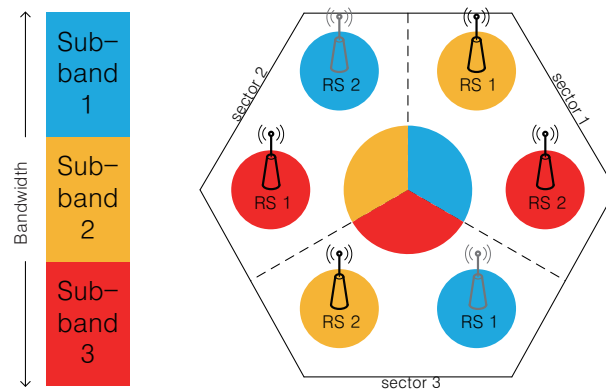 Bandwidth
Sub–
band
1
Sub–
band
2
Sub–
band
3
sector 2
sector 1
RS 2
RS 1
RS 1
RS 2
RS 2
RS 1
sector 3